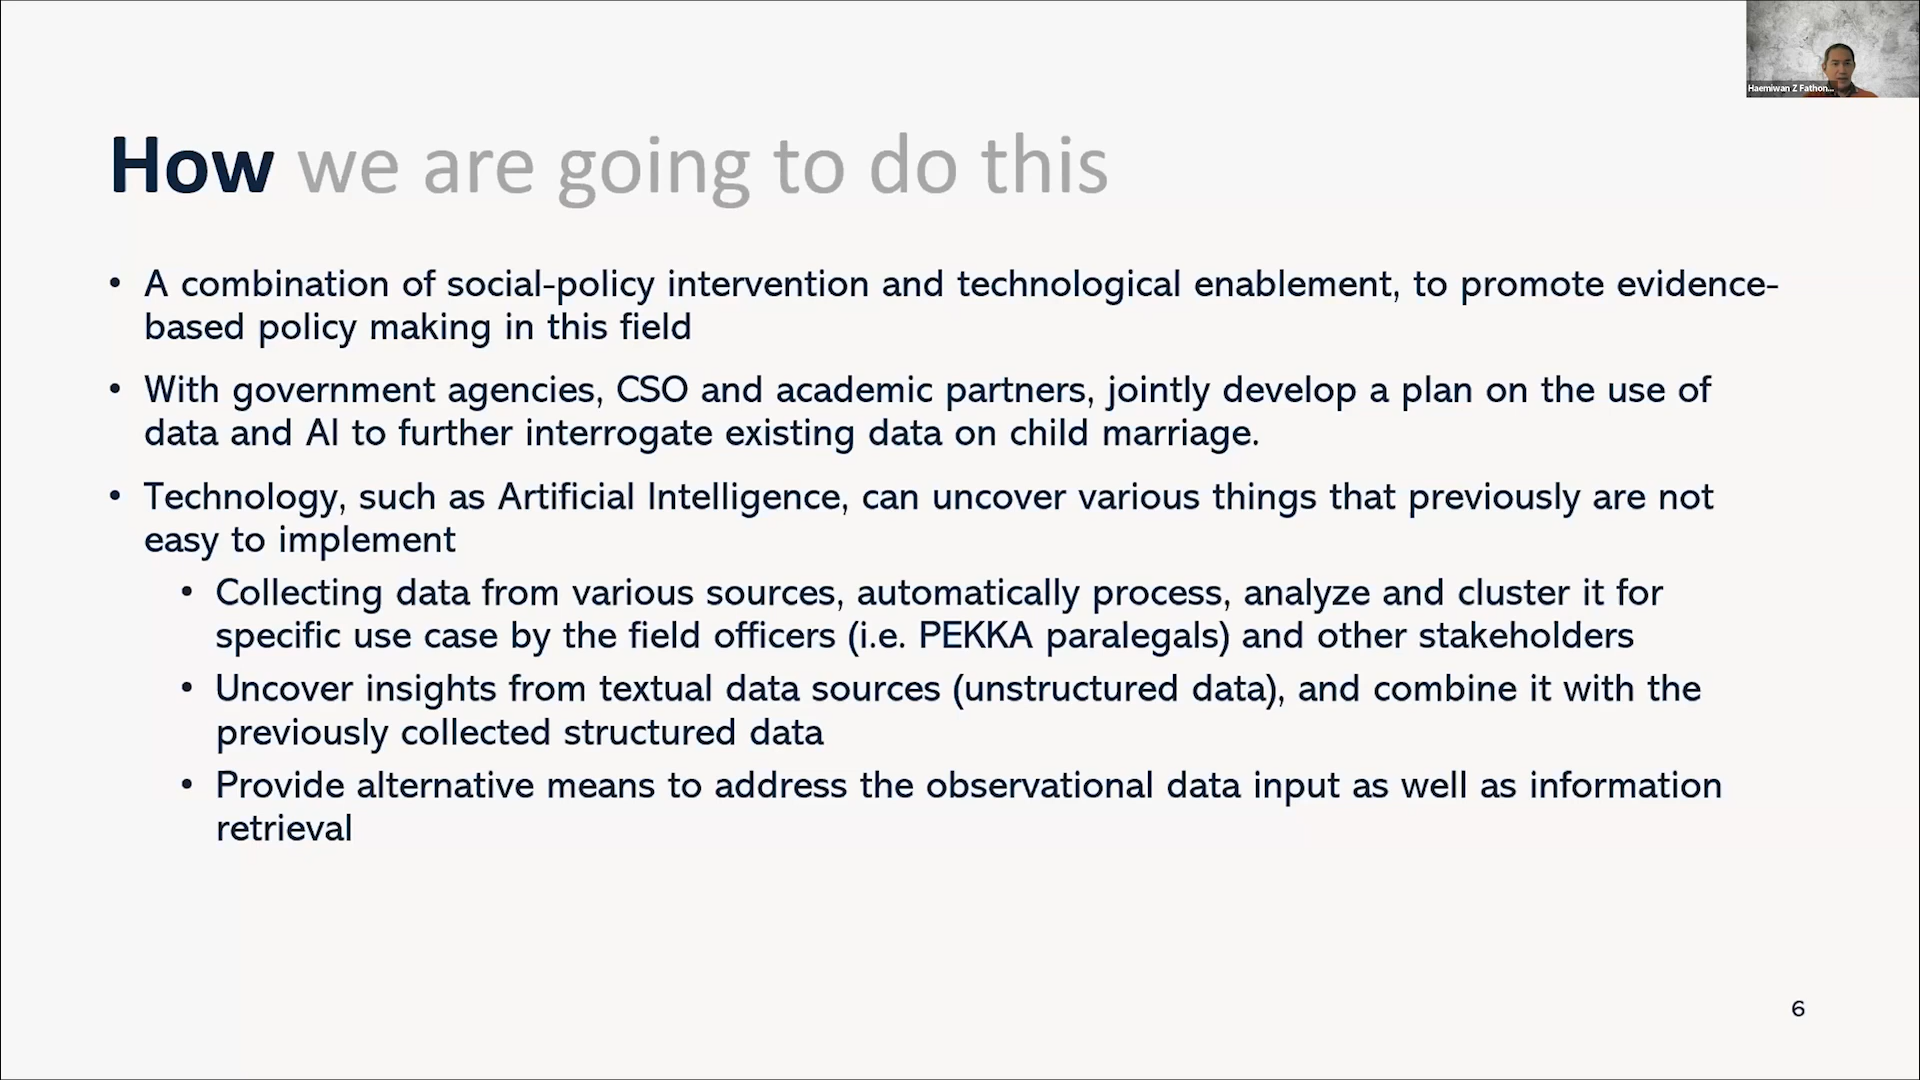 Haemiwan Z Fathon...
How we are going to do this
• A combination of social-policy intervention and technological enablement, to promote evidence-
based policy making in this field
• With government agencies, CSO and academic partners, jointly develop a plan on the use of
data and AI to further interrogate existing data on child marriage.
• Technology, such as Artificial Intelligence, can uncover various things that previously are not
easy to implement
• Collecting data from various sources, automatically process, analyze and cluster it for
specific use case by the field officers (i.e. PEKKA paralegals) and other stakeholders
• Uncover insights from textual data sources (unstructured data), and combine it with the
previously collected structured data
• Provide alternative means to address the observational data input as well as information
retrieval
6